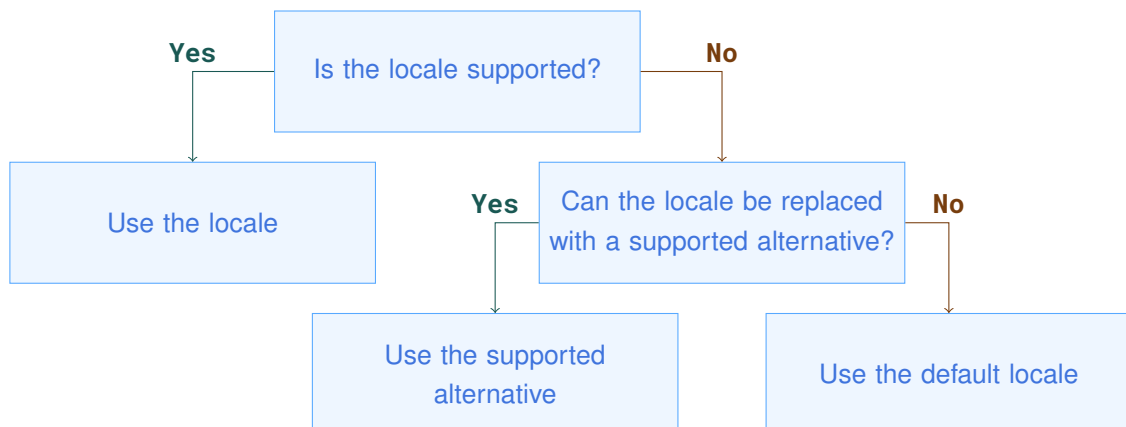 Is the locale supported?
Yes
No
Use the locale
Can the locale be replaced
with a supported alternative?
Yes
No
Use the supported
alternative
Use the default locale